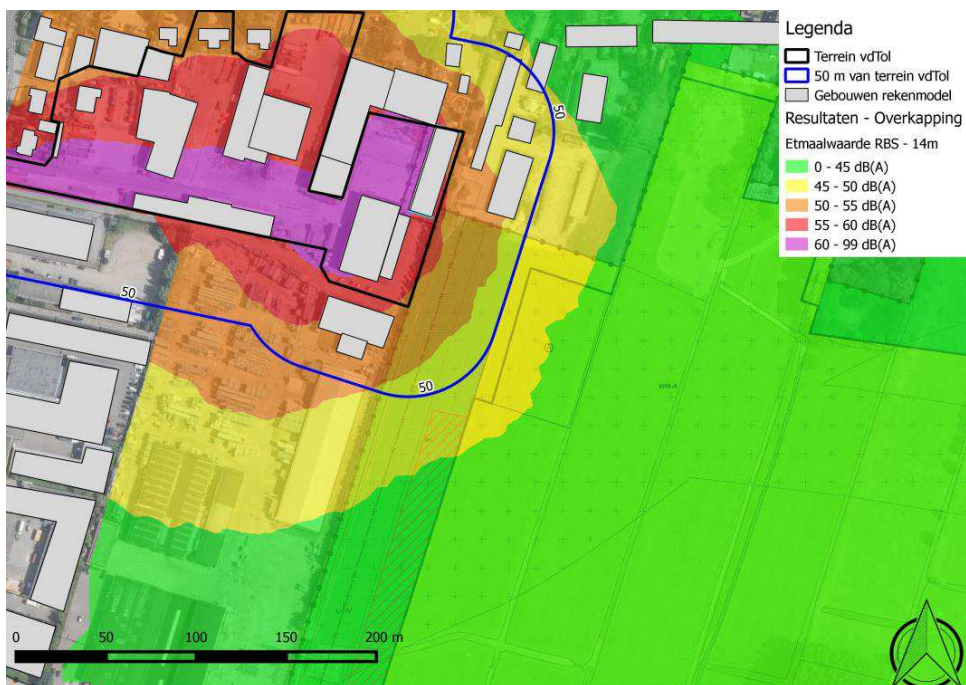 Legenda
Terrein vdTol
50 m van terrein vdTol
Gebouwen rekenmodel
Resultaten - Overkapping
Etmaalwaarde RBS - 14m
0 - 45 dB(A)
45 - 50 dB(A)
50 - 55 dB(A)
55 - 60 dB(A)
60 - 99 dB(A)
50
50
50
0 50 100 150 200 m